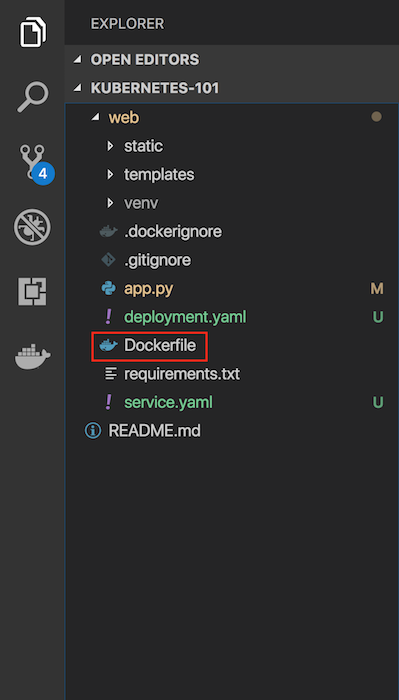 EXPLORER
OPEN EDITORS
KUBERNETES-101
web
static
templates
4
venv
.dockerignore
.gitignore
app.py M
deployment.yaml U
Dockerfile
requirements.txt
service.yaml U
README.md